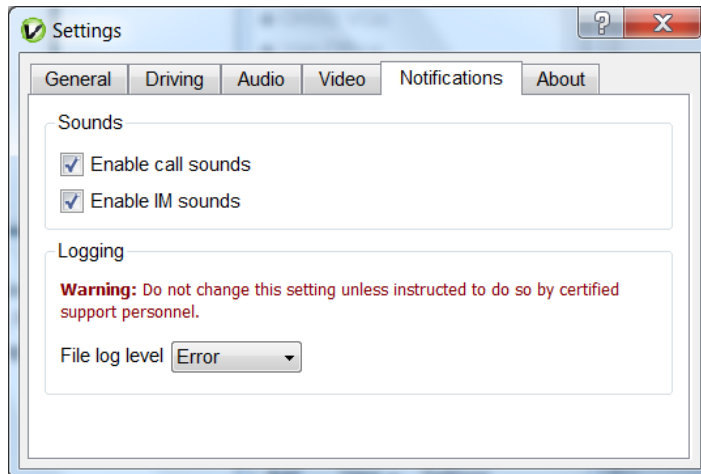 Settings
General Driving Audio Video Notifications About
Sounds
Enable call sounds
Enable IM sounds
Logging
Warning: Do not change this setting unless instructed to do so by certified
support personnel.
File log level Error